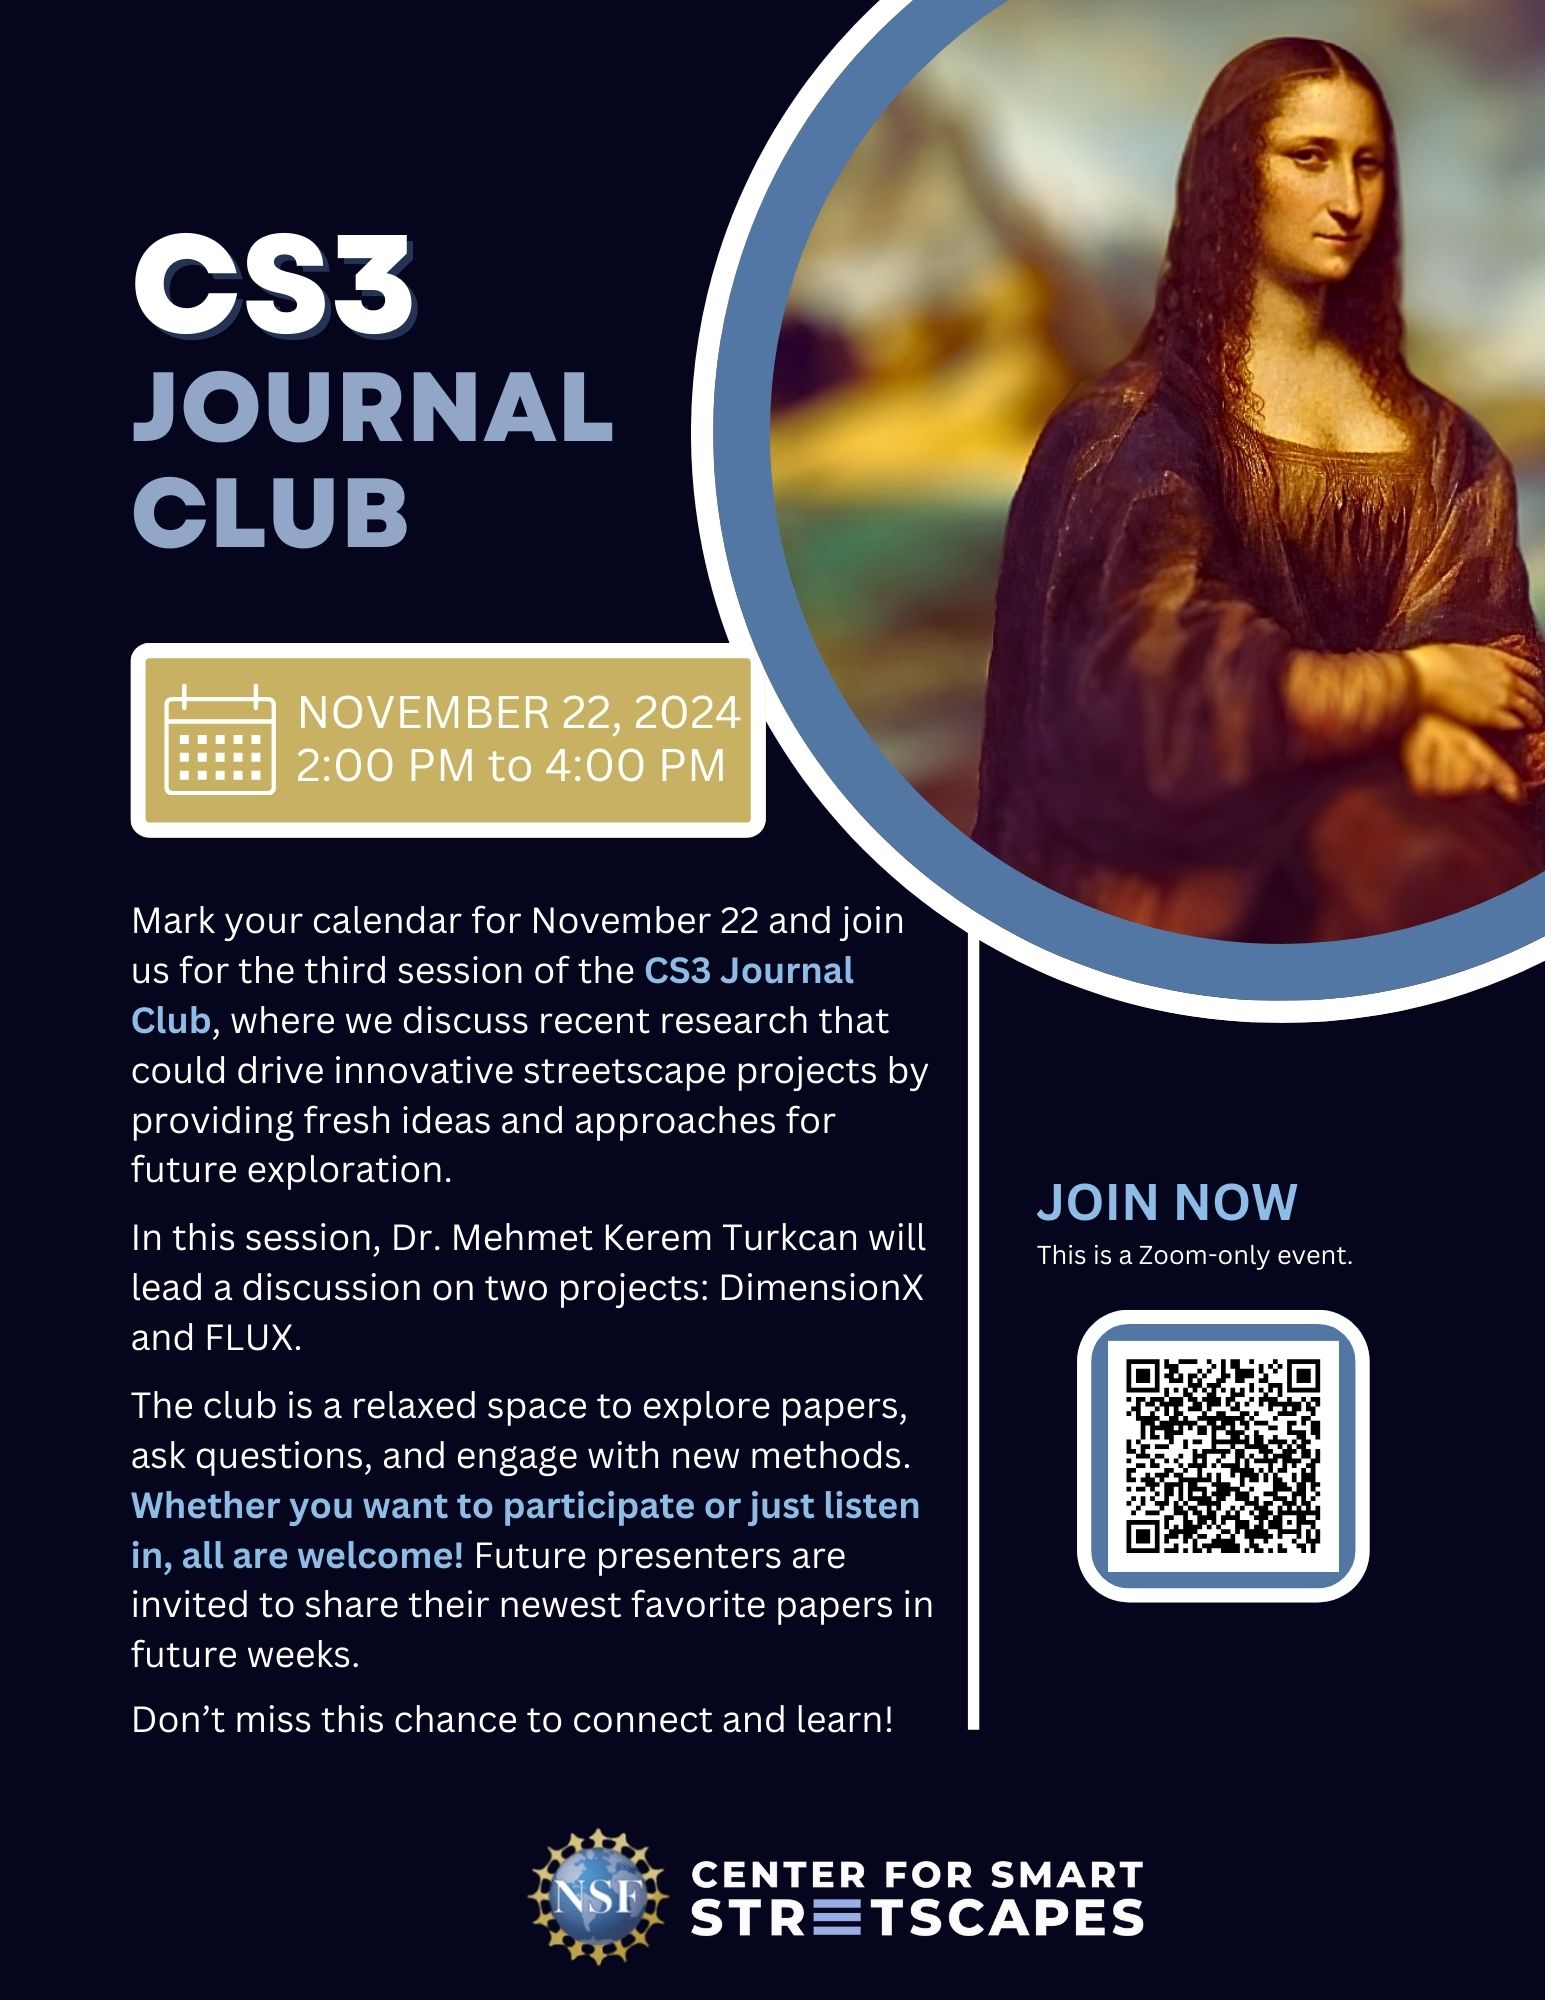 CS3
JOURNAL
CLUB
NOVEMBER 22, 2024
2:00 PM to 4:00 PM
Mark your calendar for November 22 and join
us for the third session of the CS3 Journal
Club, where we discuss recent research that
could drive innovative streetscape projects by
providing fresh ideas and approaches for
future exploration.
In this session, Dr. Mehmet Kerem Turkcan will
lead a discussion on two projects: DimensionX
and FLUX.
The club is a relaxed space to explore papers,
ask questions, and engage with new methods.
Whether you want to participate or just listen
in, all are welcome! Future presenters are
invited to share their newest favorite papers in
future weeks.
Don’t miss this chance to connect and learn!
JOIN NOW
This is a Zoom-only event.
NSF
CENTER FOR SMART
STREETSCAPES